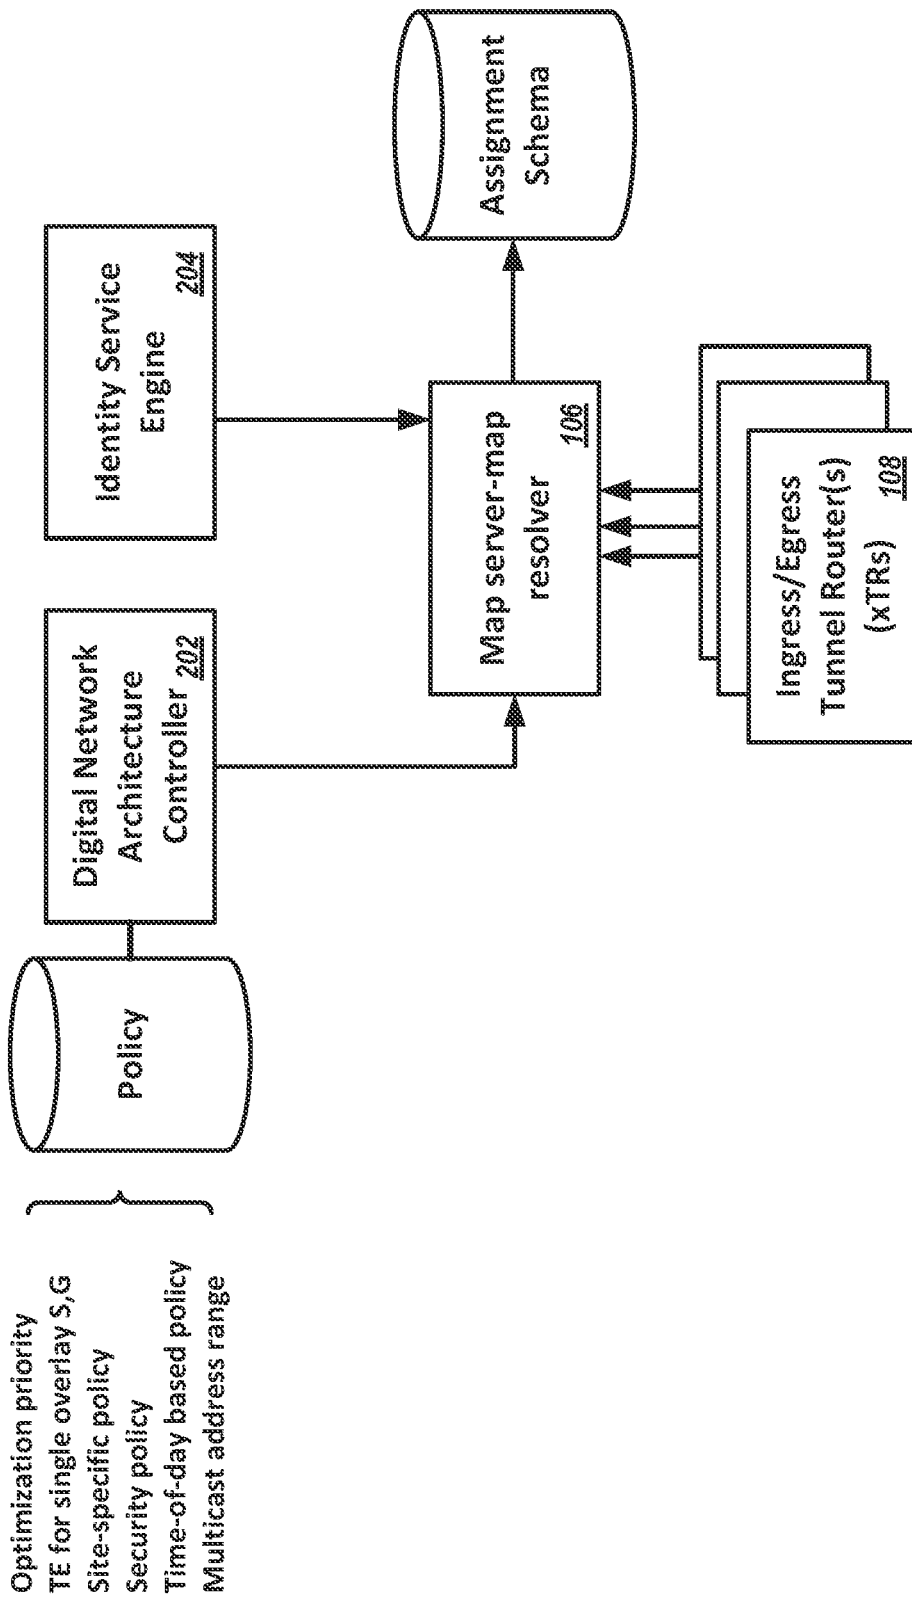 Optimization priority
TE for single overlay S,G
Site-specific policy
Security policy
Time-of-day based policy
Multicast address range
Policy
Digital Network
Architecture
Controller 202
Identity Service
Engine
204
Map server-map
resolver
106
Assignment
Schema
Ingress/Egress
Tunnel Router(s)
(xTRs)
108